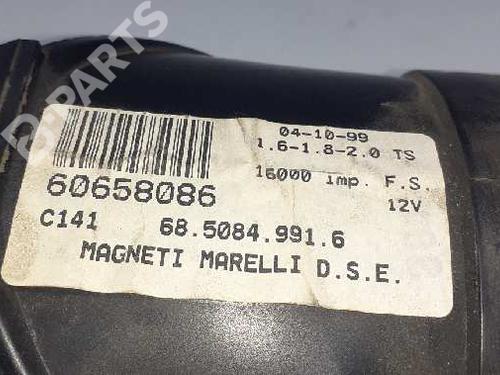 04-10-99
1.6-1.8-2.0 TS
60658086
16000 Imp. F.S.
12V
C141 68.5084.991.6
MAGNETI MARELLI D.S.E.
B-PARTS